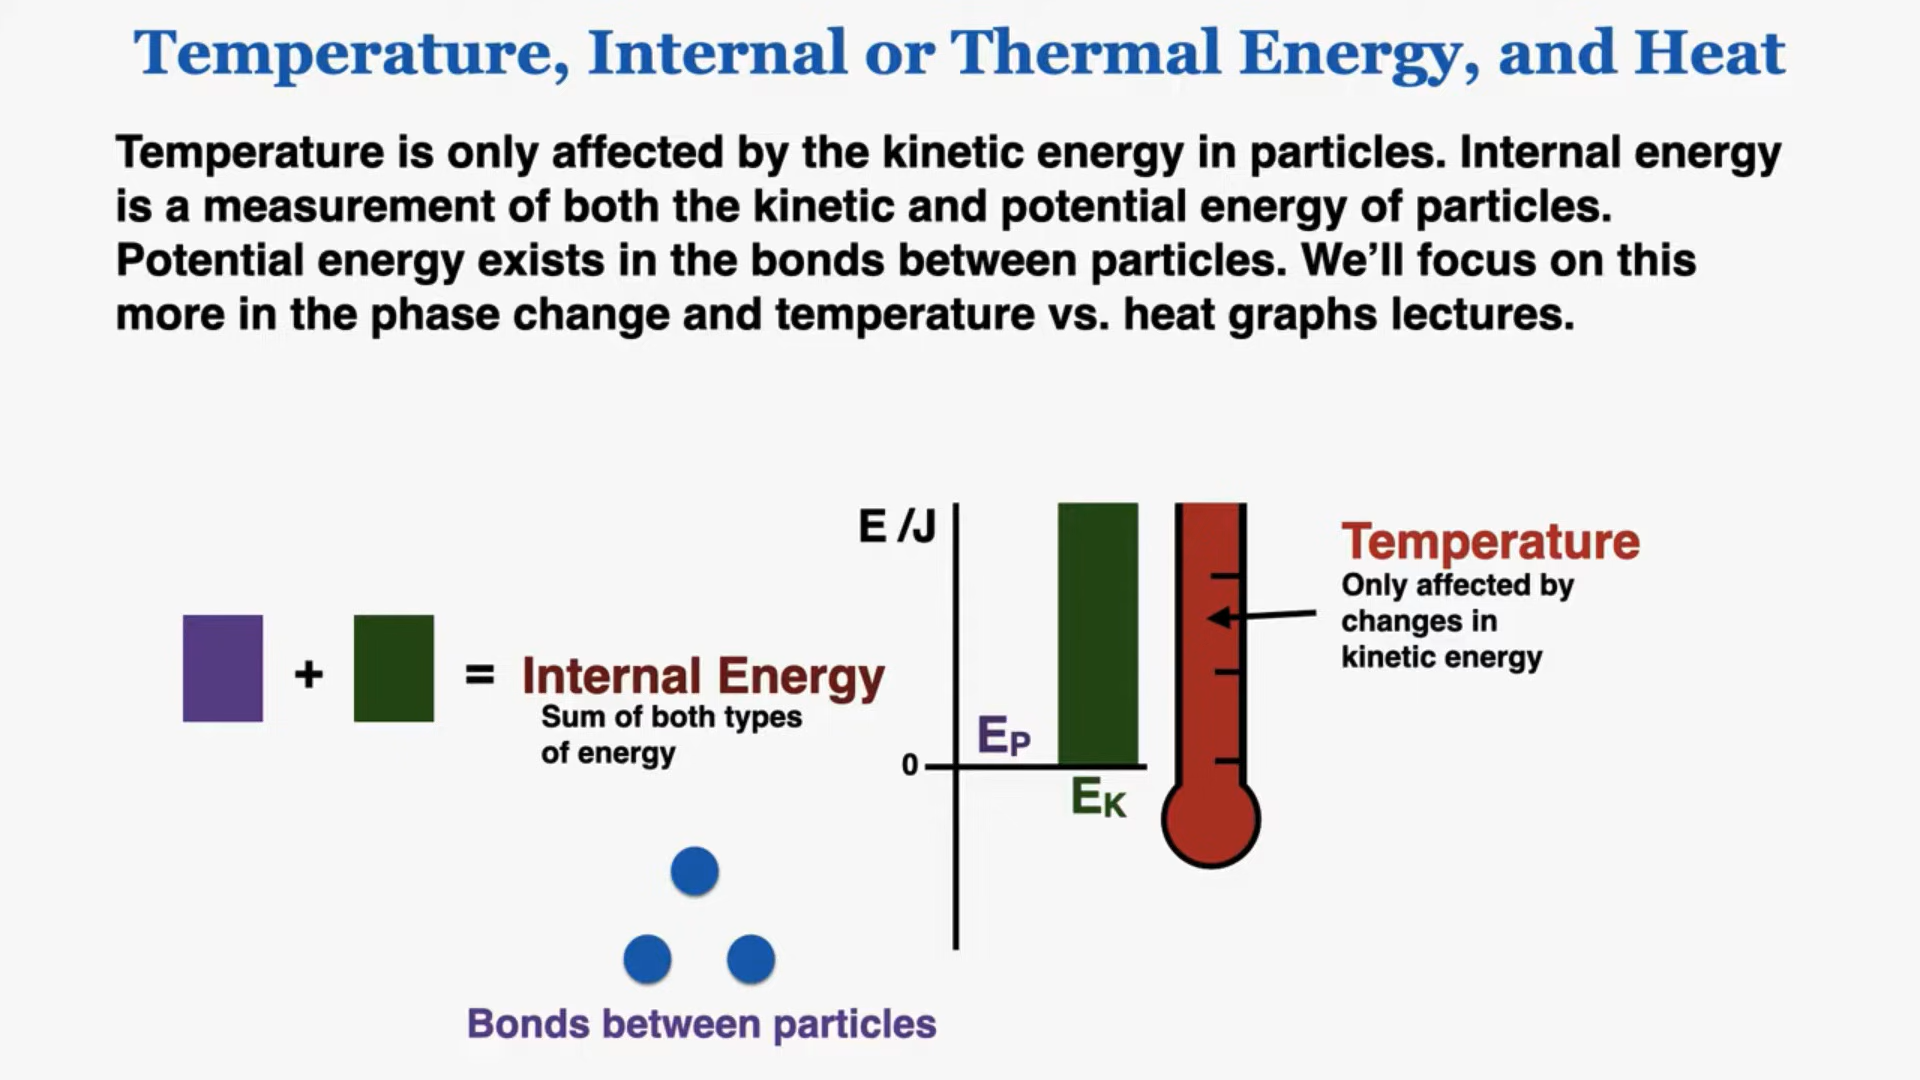 Temperature, Internal or Thermal Energy, and Heat
Temperature is only affected by the kinetic energy in particles. Internal energy
is a measurement of both the kinetic and potential energy of particles.
Potential energy exists in the bonds between particles. We’ll focus on this
more in the phase change and temperature vs. heat graphs lectures.
+
= Internal Energy
Sum of both types
of energy
E /J
0
EP
EK
Temperature
Only affected by
changes in
kinetic energy
Bonds between particles